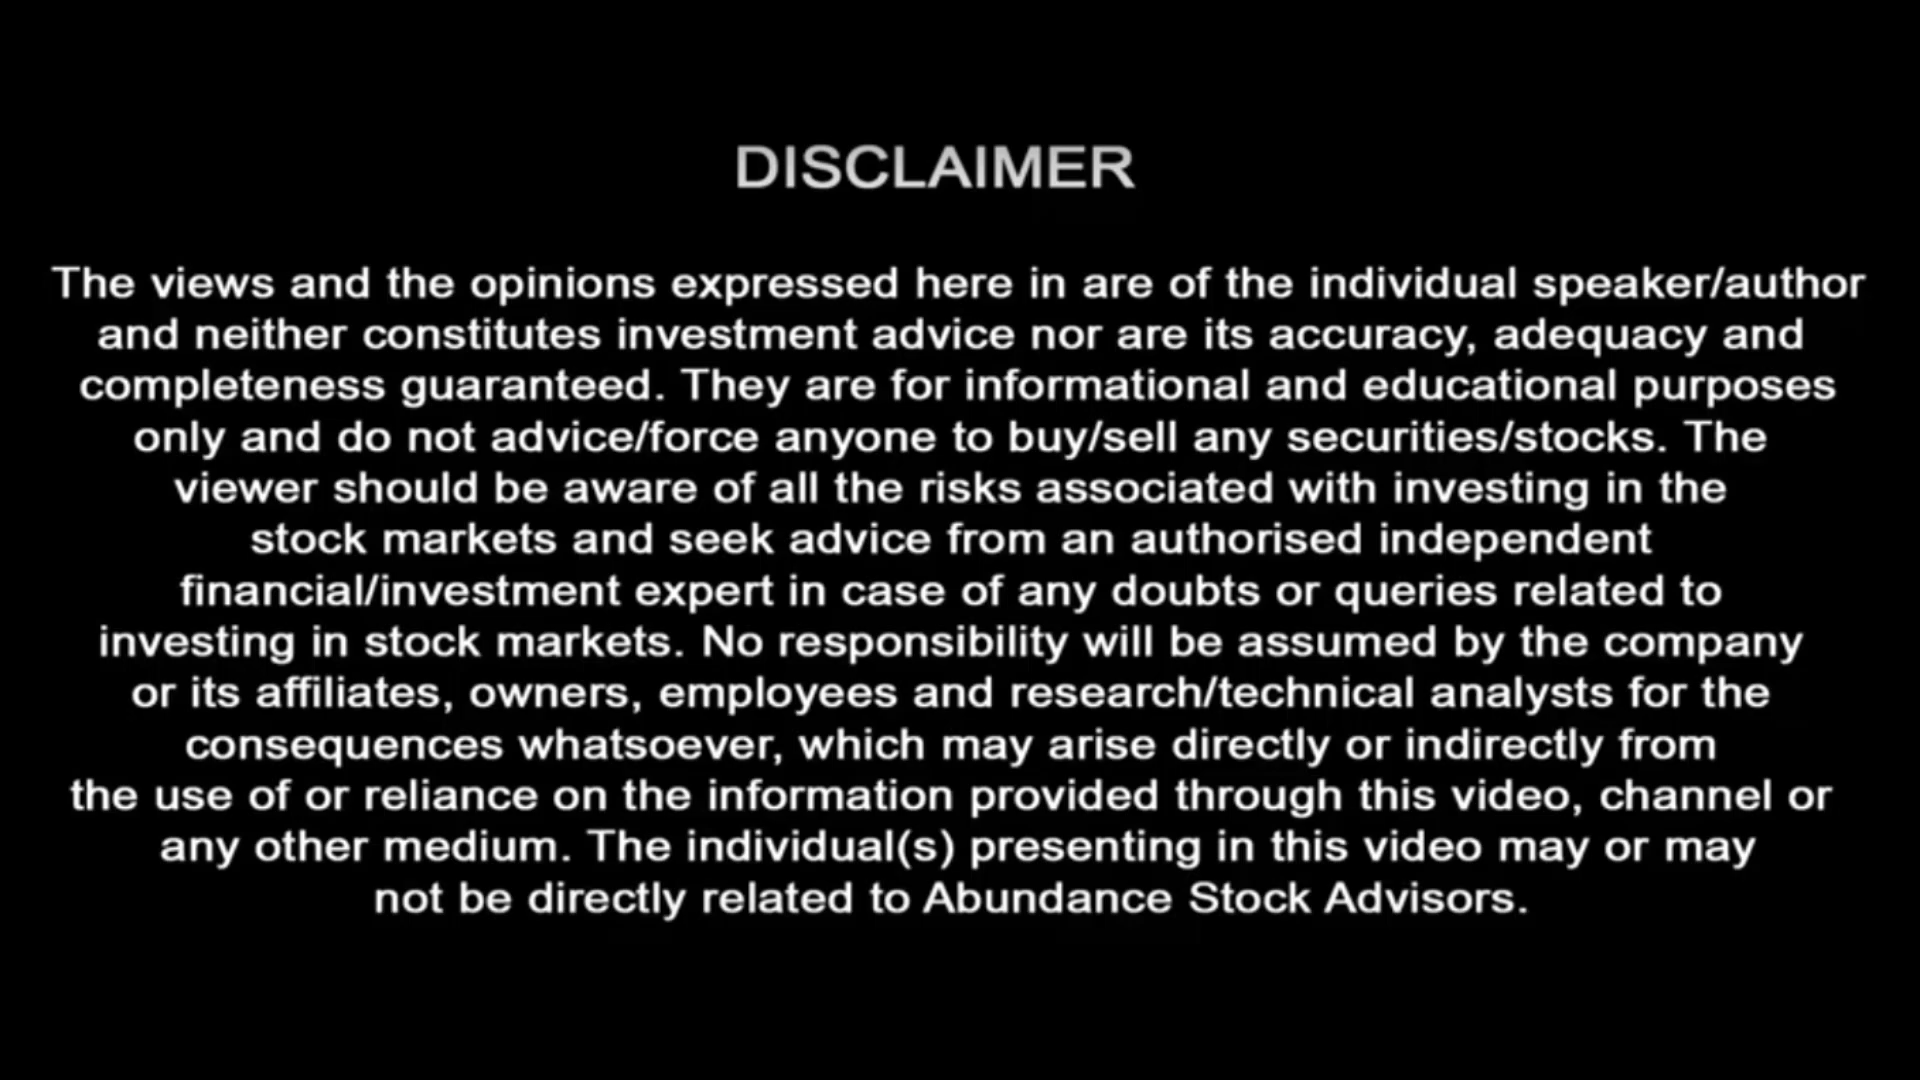 DISCLAIMER
The views and the opinions expressed here in are of the individual speaker/author
and neither constitutes investment advice nor are its accuracy, adequacy and
completeness guaranteed. They are for informational and educational purposes
only and do not advice/force anyone to buy/sell any securities/stocks. The
viewer should be aware of all the risks associated with investing in the
stock markets and seek advice from an authorised independent
financial/investment expert in case of any doubts or queries related to
investing in stock markets. No responsibility will be assumed by the company
or its affiliates, owners, employees and research/technical analysts for the
consequences whatsoever, which may arise directly or indirectly from
the use of or reliance on the information provided through this video, channel or
any other medium. The individual(s) presenting in this video may or may
not be directly related to Abundance Stock Advisors.